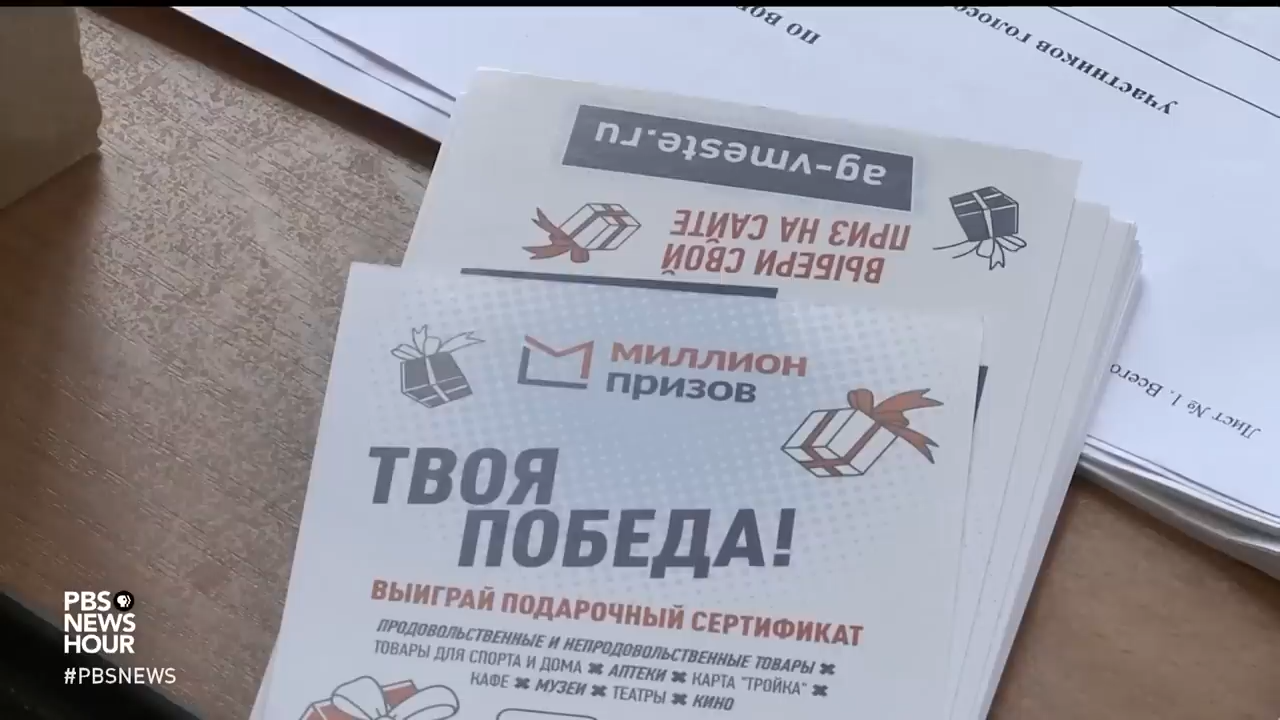 по во
участников голосо
ag-vmeste.ru
ВЫБЕРИ СВОЙ
ПРИЗ НА САЙТЕ
МИЛЛИОН
ПРИЗОВ
ТВОЯ
ПОБЕДА!
ВЫИГРАЙ ПОДАРОЧНЫЙ СЕРТИФИКАТ
ПРОДОВОЛЬСТВЕННЫЕ И НЕПРОДОВОЛЬСТВЕННЫЕ ТОВАРЫ ✖
ТОВАРЫ ДЛЯ СПОРТА И ДОМА ✖ АПТЕКИ ✖ КАРТА "ТРОЙКА" ✖
КАФЕ ✖ МУЗЕИ ✖ ТЕАТРЫ ✖ КИНО
Лист № 1. Всего
PBS
NEWS
HOUR
#PBSNEWS